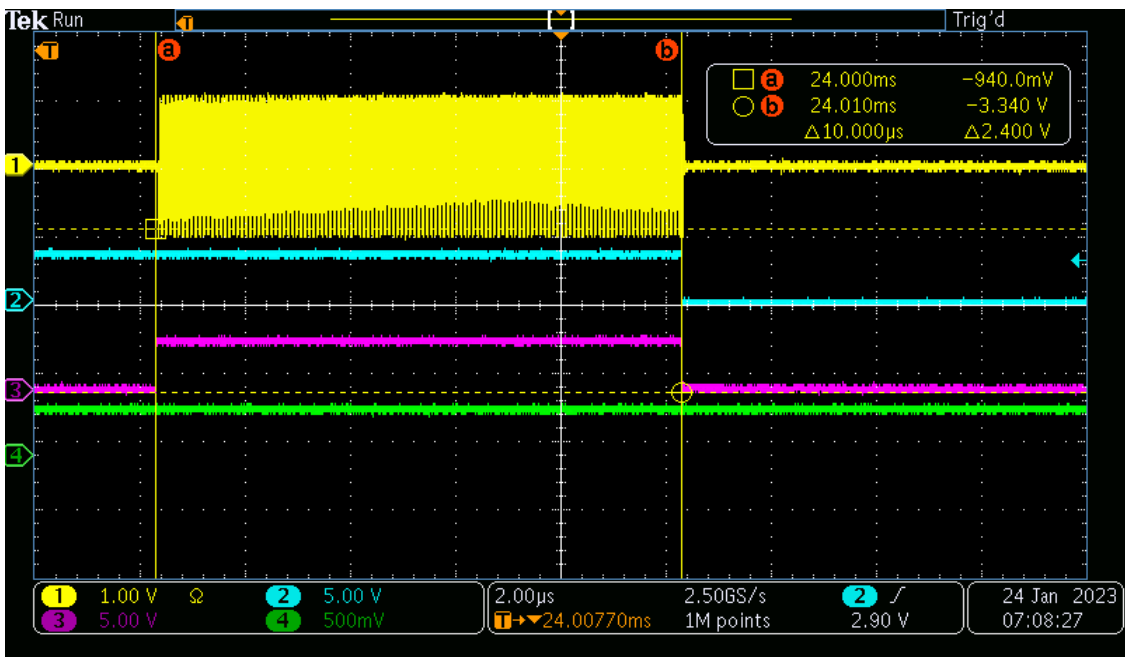 Tek Run T [ ] Trig'd
T a b
a 24.000ms −940.0mV
b 24.010ms −3.340 V
Δ10.000µs Δ2.400 V
1
2
3
4
1 1.00 V Ω 2 5.00 V 2.00µs 2.50GS/s 2 / 24 Jan 2023
3 5.00 V 4 500mV T→▼24.00770ms 1M points 2.90 V 07:08:27